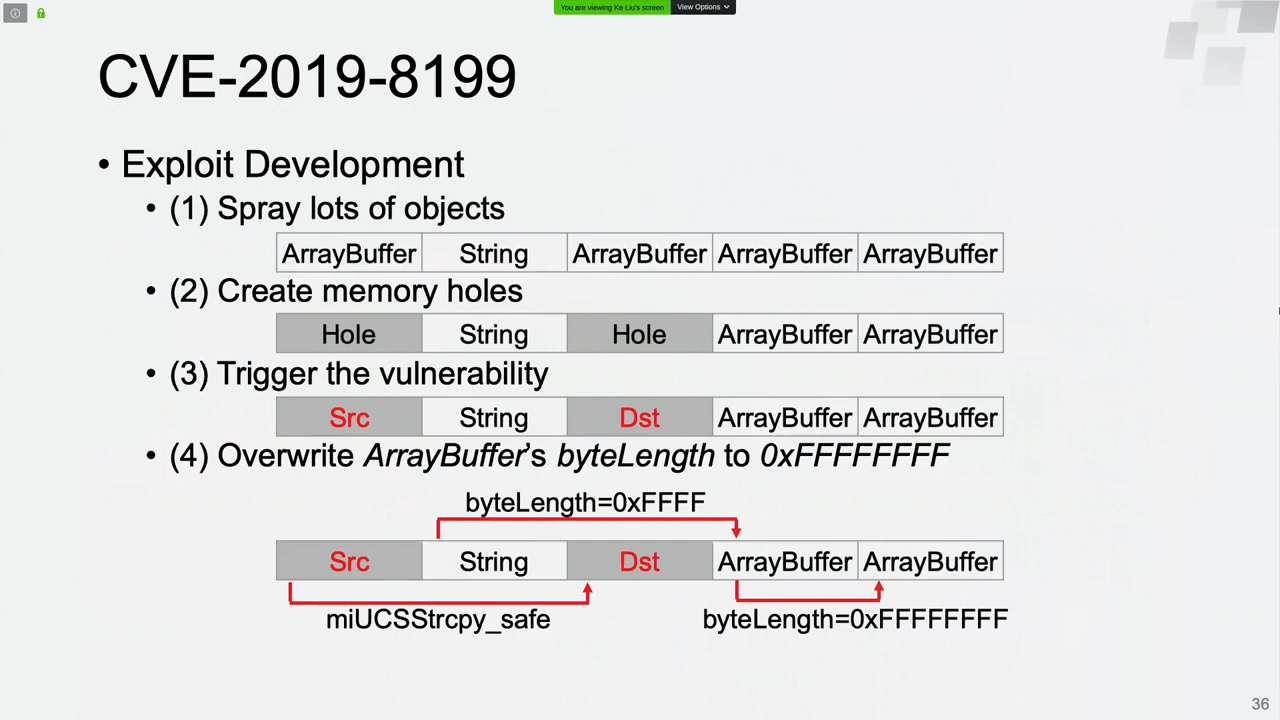 You are viewing Ke Liu's screen View Options
CVE-2019-8199
• Exploit Development
• (1) Spray lots of objects
ArrayBuffer String ArrayBuffer ArrayBuffer ArrayBuffer
• (2) Create memory holes
Hole String Hole ArrayBuffer ArrayBuffer
• (3) Trigger the vulnerability
Src String Dst ArrayBuffer ArrayBuffer
• (4) Overwrite ArrayBuffer's byteLength to 0xFFFFFFFF
byteLength=0xFFFF
Src String Dst ArrayBuffer ArrayBuffer
miUCSStrcpy_safe byteLength=0xFFFFFFFF
36